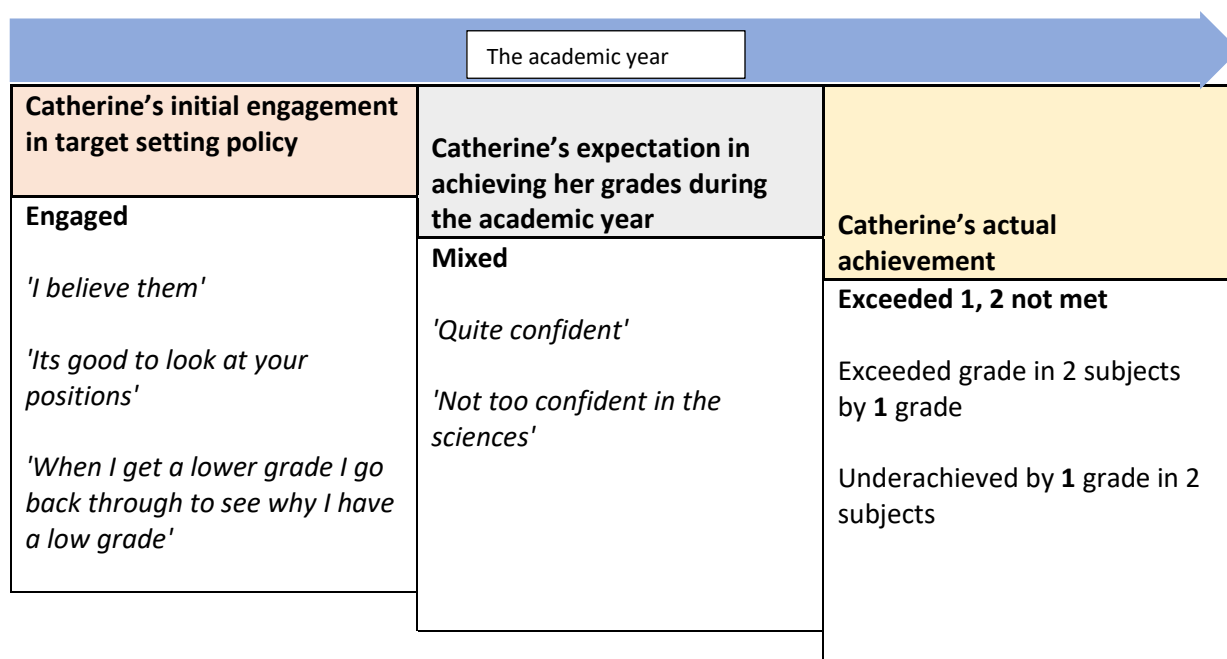 The academic year
Catherine’s initial engagement
in target setting policy
Engaged
'I believe them'
'Its good to look at your
positions'
'When I get a lower grade I go
back through to see why I have
a low grade'
Catherine’s expectation in
achieving her grades during
the academic year
Mixed
'Quite confident'
'Not too confident in the
sciences'
Catherine’s actual
achievement
Exceeded 1, 2 not met
Exceeded grade in 2 subjects
by 1 grade
Underachieved by 1 grade in 2
subjects